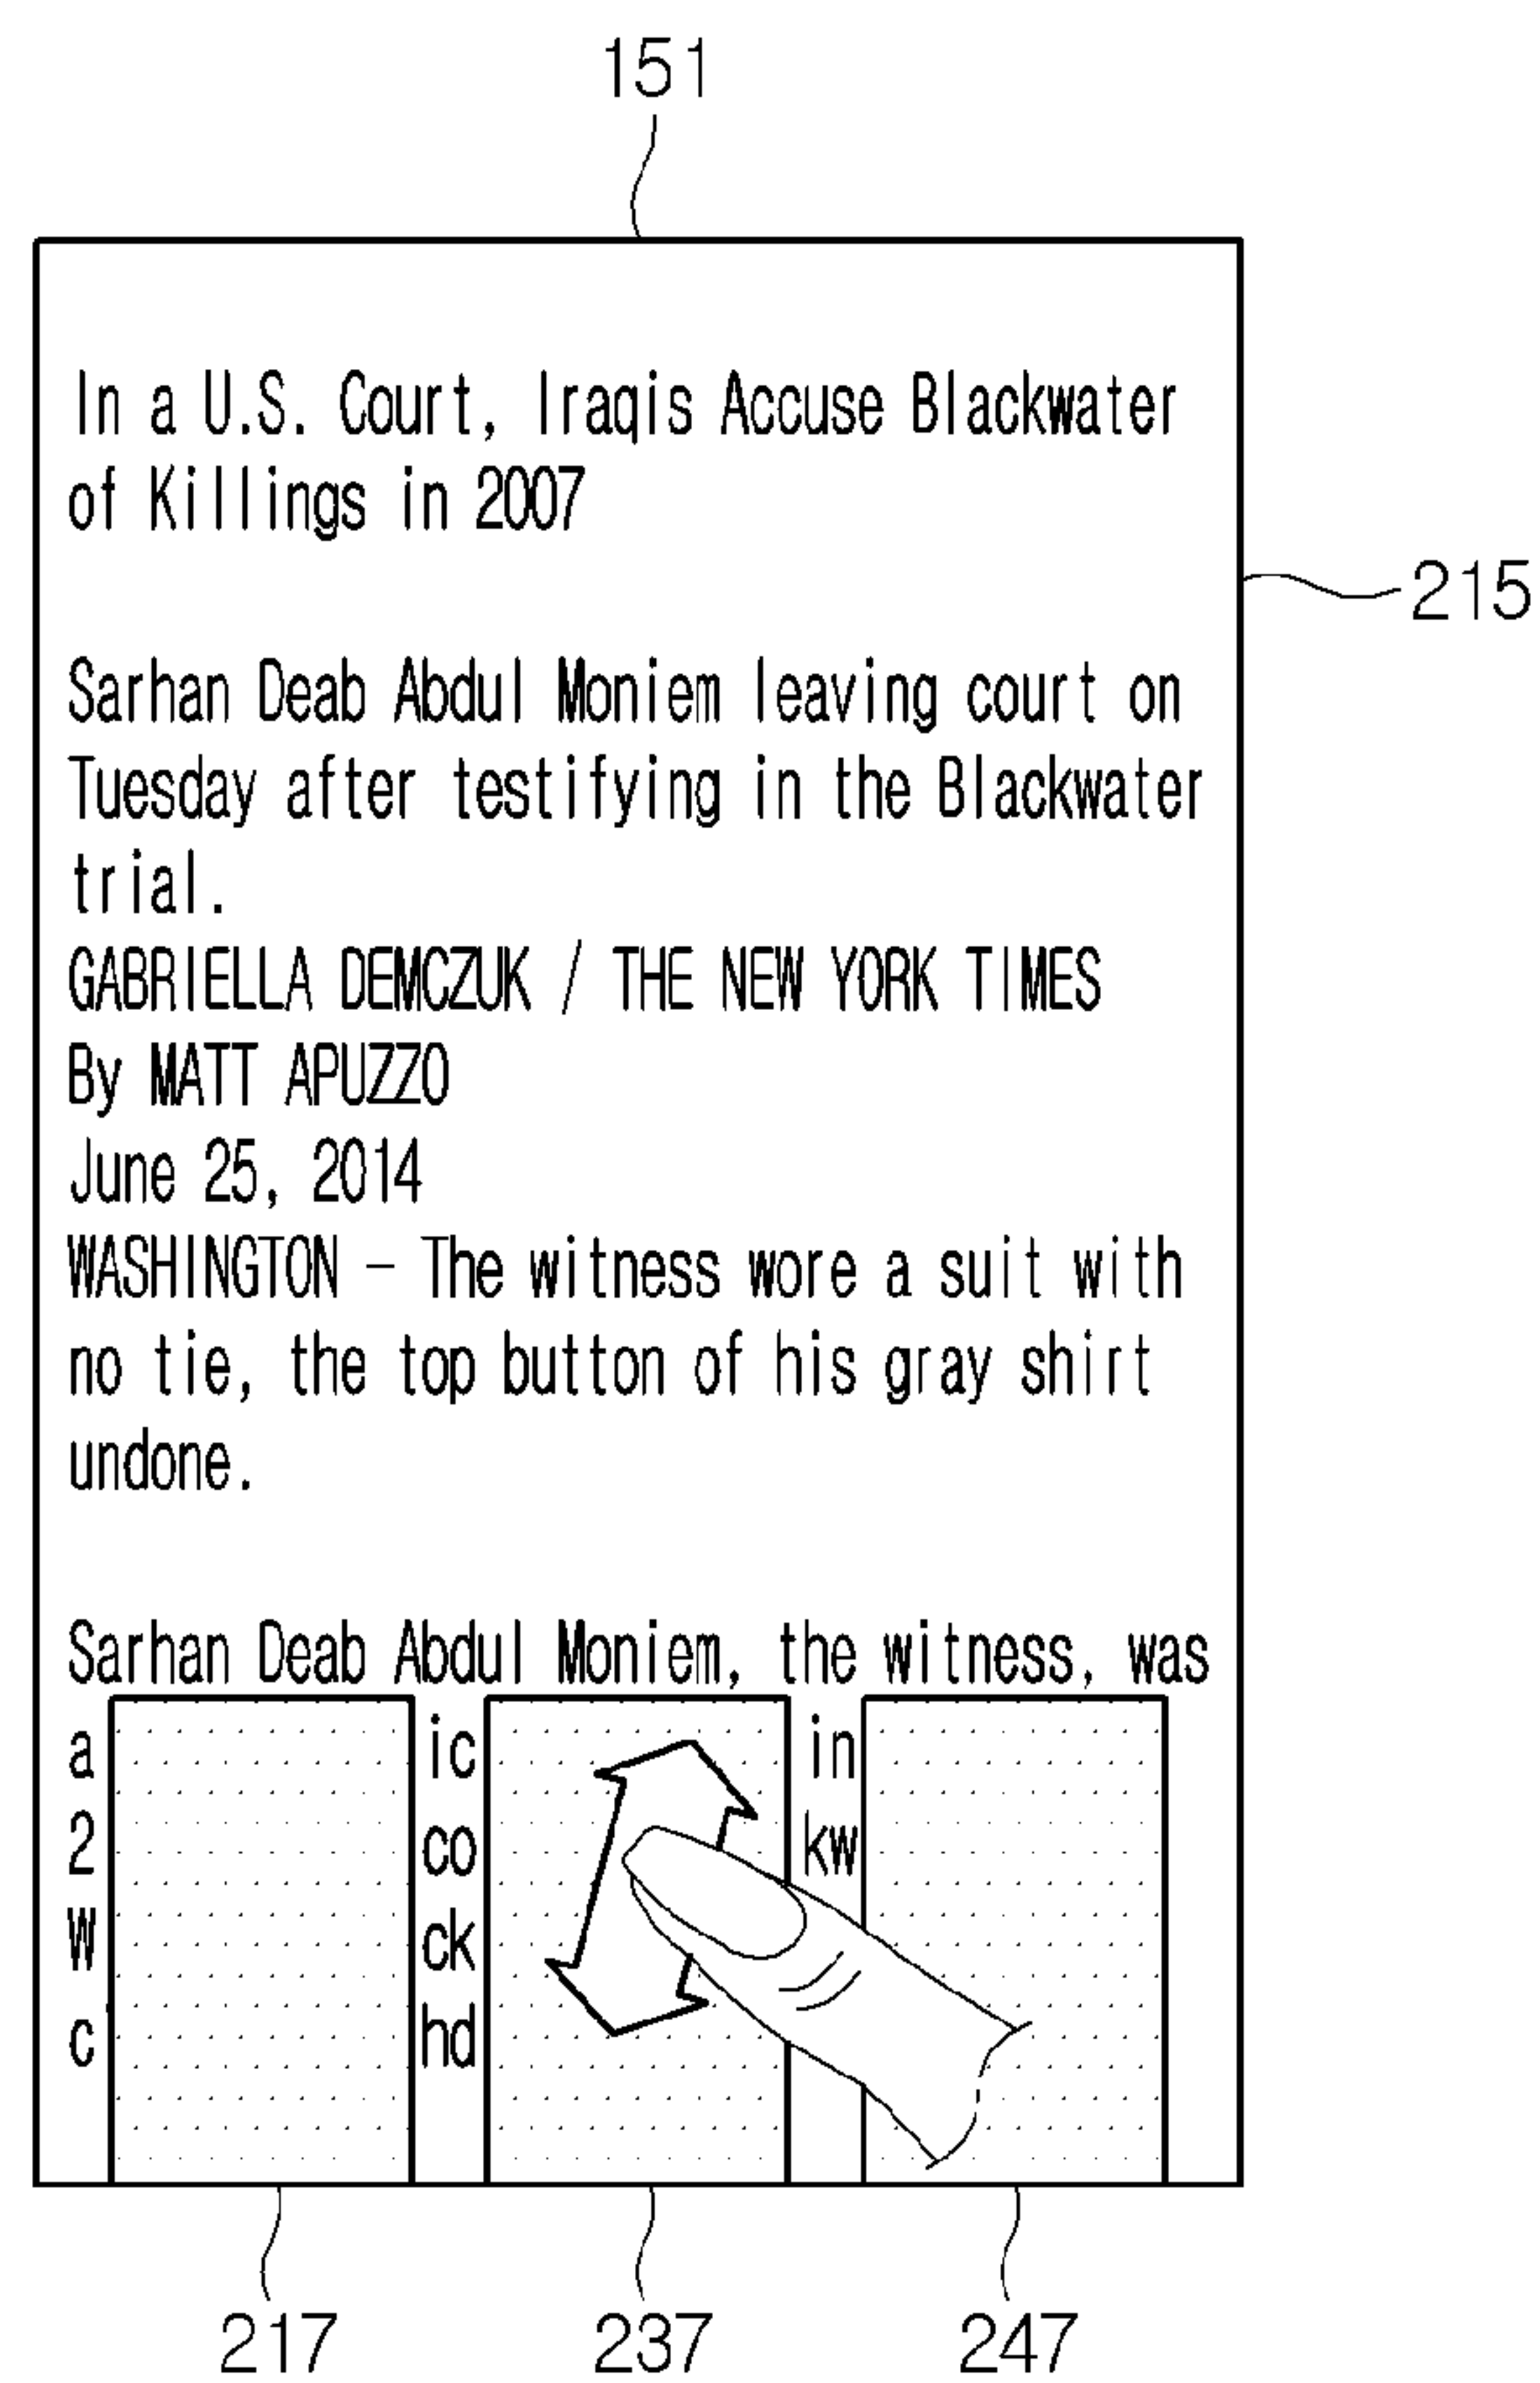 151
In a U.S. Court, Iraqis Accuse Blackwater
of Killings in 2007
215
Sarhan Deab Abdul Moniem leaving court on
Tuesday after testifying in the Blackwater
trial.
GABRIELLA DEMCZUK / THE NEW YORK TIMES
By MATT APUZZO
June 25, 2014
WASHINGTON – The witness wore a suit with
no tie, the top button of his gray shirt
undone.
Sarhan Deab Abdul Moniem, the witness, was
a ic in
2 co kw
W ck
c hd
217 237 247